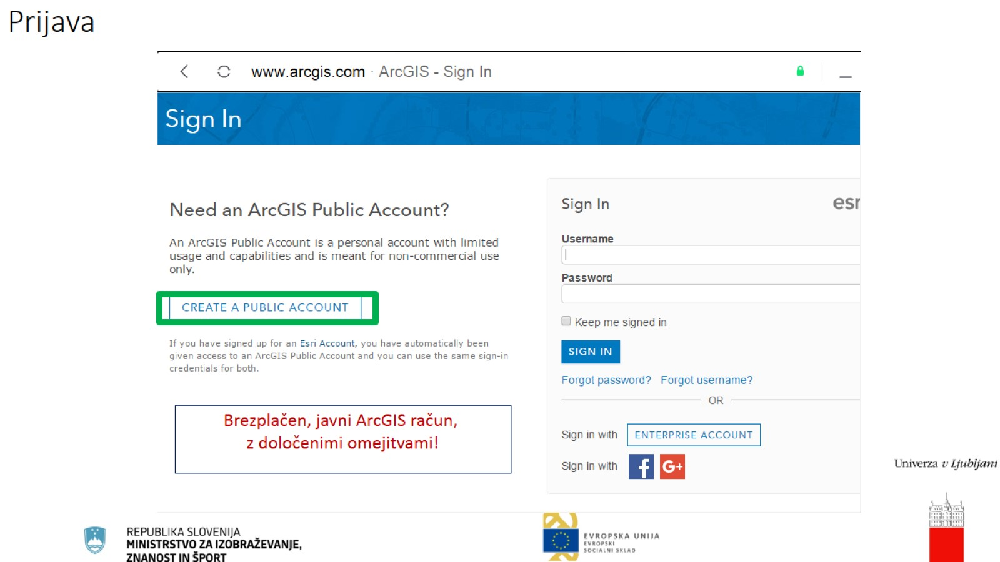 Prijava
www.arcgis.com · ArcGIS - Sign In
Sign In
Need an ArcGIS Public Account?
An ArcGIS Public Account is a personal account with limited
usage and capabilities and is meant for non-commercial use
only.
CREATE A PUBLIC ACCOUNT
If you have signed up for an Esri Account, you have automatically been
given access to an ArcGIS Public Account and you can use the same sign-in
credentials for both.
Brezplačen, javni ArcGIS račun,
z določenimi omejitvami!
Sign In
esr
Username
Password
Keep me signed in
SIGN IN
Forgot password? Forgot username?
OR
Sign in with ENTERPRISE ACCOUNT
Sign in with f G+
Univerza v Ljubljani
REPUBLIKA SLOVENIJA
MINISTRSTVO ZA IZOBRAŽEVANJE,
ZNANOST IN ŠPORT
EVROPSKA UNIJA
EVROPSKI
SOCIALNI SKLAD